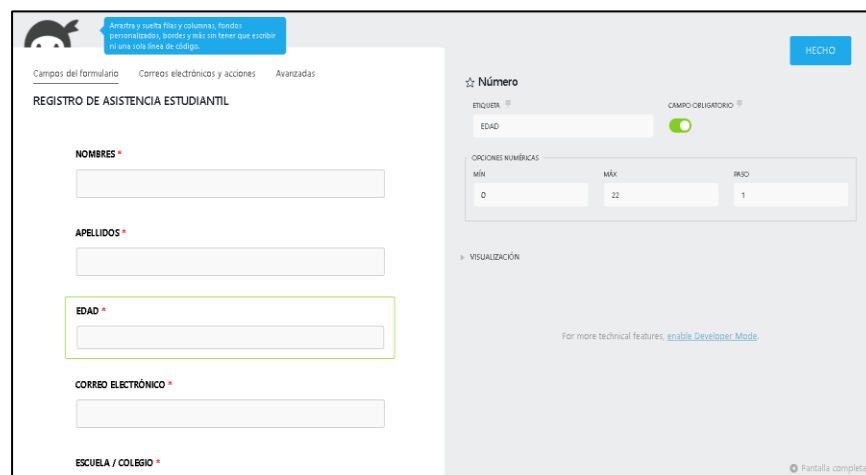 Arrastra y suelta filas y columnas, fondos
personalizados, bordes y más sin tener que escribir
ni una sola línea de código.
HECHO
Campos del formulario Correos electrónicos y acciones Avanzadas
REGISTRO DE ASISTENCIA ESTUDIANTIL
NOMBRES *
APELLIDOS *
EDAD *
CORREO ELECTRÓNICO *
ESCUELA / COLEGIO *
Número
ETIQUETA CAMPO OBLIGATORIO
EDAD
OPCIONES NUMÉRICAS
MÍN MÁX PASO
0 22 1
VISUALIZACIÓN
For more technical features, enable Developer Mode.
Pantalla completa